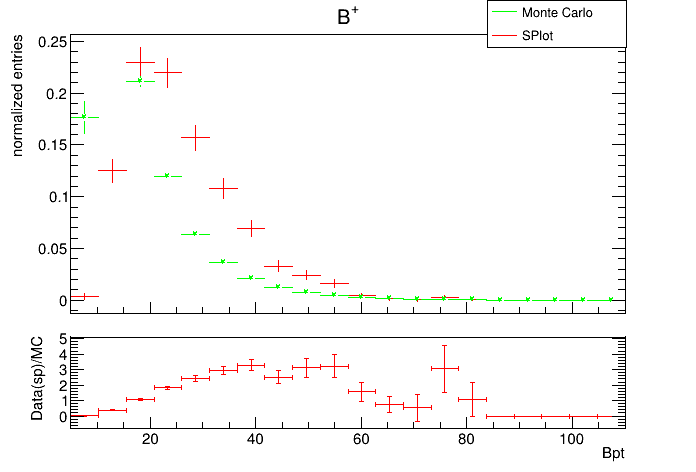 B+
Monte Carlo
SPlot
normalized entries
0.25
0.2
0.15
0.1
0.05
0
Data(sp)/MC
5
4
3
2
1
0
20 40 60 80 100
Bpt